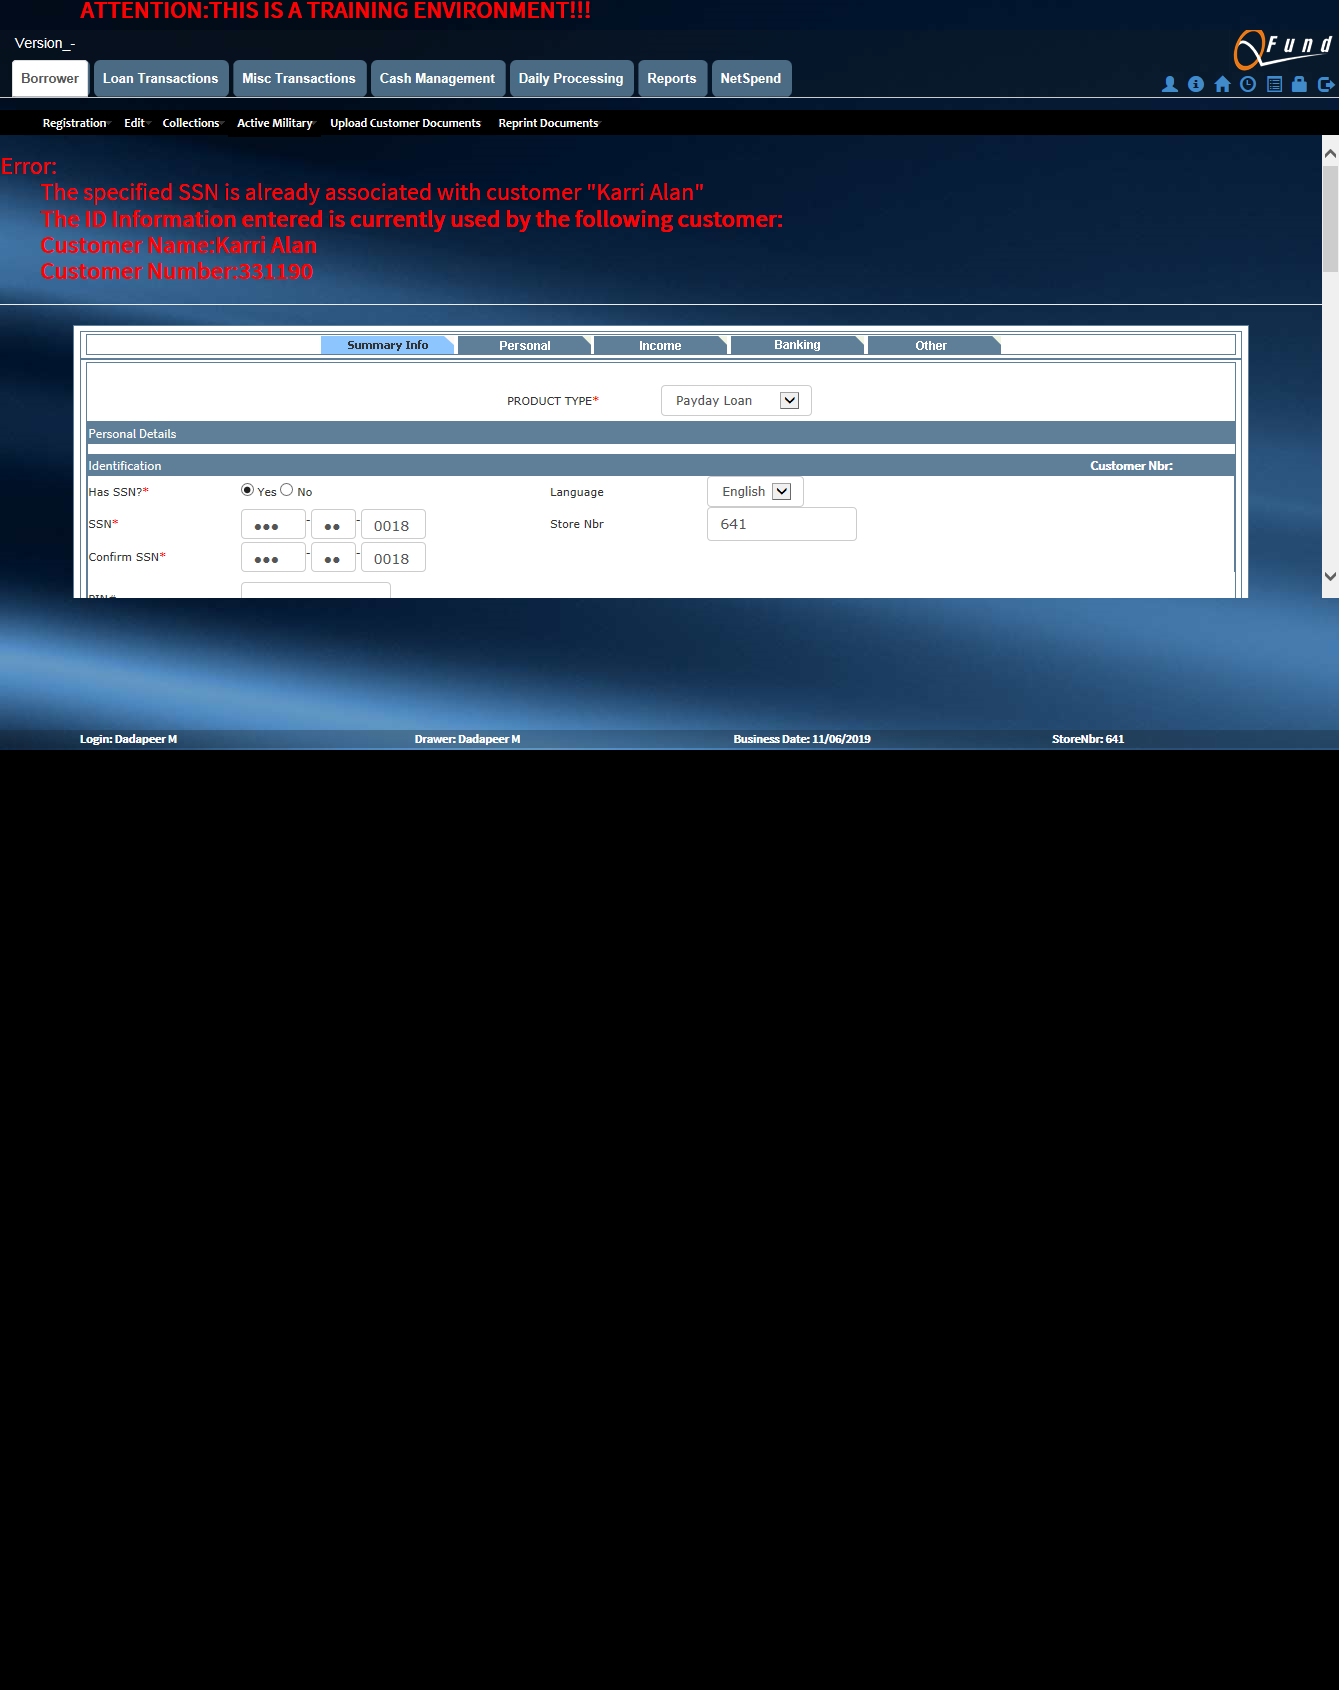 ATTENTION:THIS IS A TRAINING ENVIRONMENT!!!
Version_-
QFund
Borrower Loan Transactions Misc Transactions Cash Management Daily Processing Reports NetSpend
Registration Edit Collections Active Military Upload Customer Documents Reprint Documents
Error:
The specified SSN is already associated with customer "Karri Alan"
The ID Information entered is currently used by the following customer:
Customer Name:Karri Alan
Customer Number:331190
Summary Info Personal Income Banking Other
PRODUCT TYPE* Payday Loan
Personal Details
Identification Customer Nbr:
Has SSN?* Yes No Language English
SSN* ●●● - ●● - 0018 Store Nbr 641
Confirm SSN* ●●● - ●● - 0018
Login: Dadapeer M Drawer: Dadapeer M Business Date: 11/06/2019 StoreNbr: 641